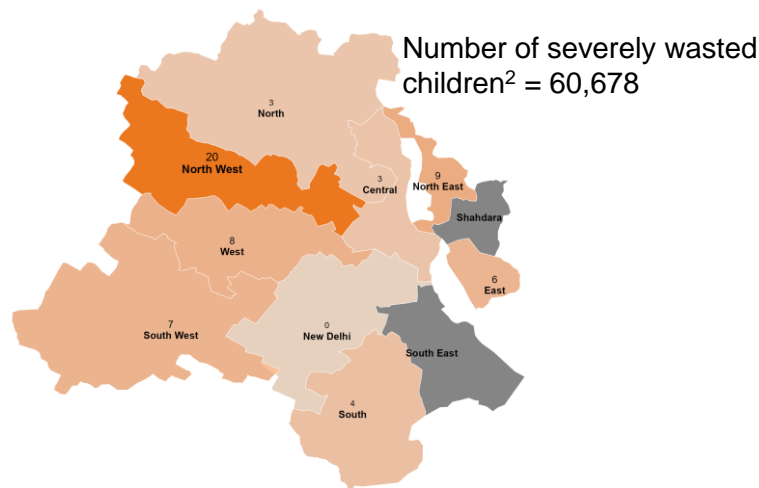 Number of severely wasted
children² = 60,678
3
North
20
North West
3
Central
9
North East
Shahdara
8
West
6
East
7
South West
0
New Delhi
South East
4
South